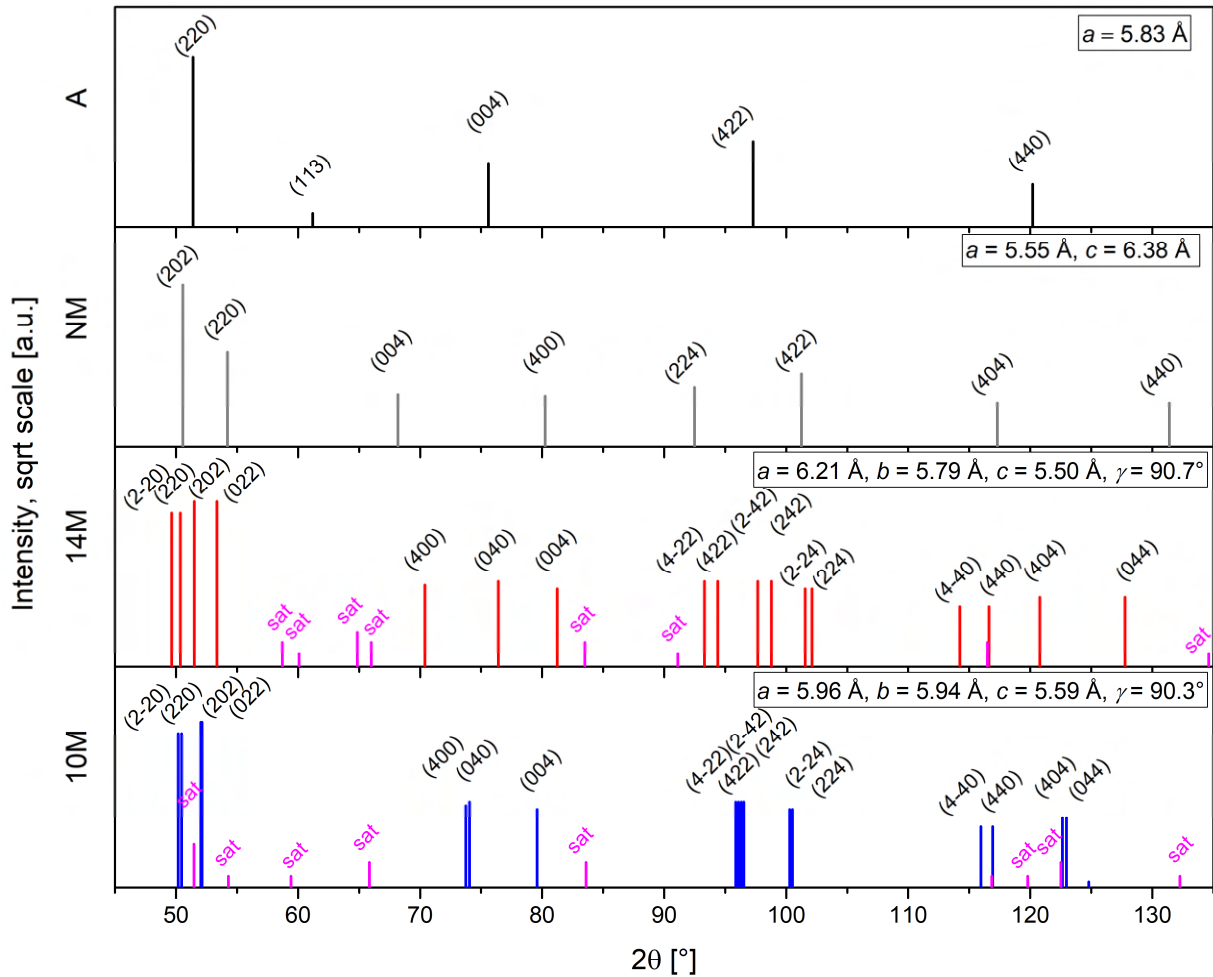 Intensity, sqrt scale [a.u.]
A
a = 5.83 Å
(220)
(113)
(004)
(422)
(440)
NM
a = 5.55 Å, c = 6.38 Å
(202)
(220)
(004)
(400)
(224)
(422)
(404)
(440)
14M
a = 6.21 Å, b = 5.79 Å, c = 5.50 Å, γ = 90.7°
(2-20)
(220)
(202)
(022)
sat
sat
sat
sat
(400)
(040)
(004)
sat
sat
(4-22)
(422)
(2-42)
(242)
(2-24)
(224)
(4-40)
(440)
(404)
(044)
sat
10M
a = 5.96 Å, b = 5.94 Å, c = 5.59 Å, γ = 90.3°
(2-20)
(220)
(202)
(022)
sat
sat
sat
sat
(400)
(040)
(004)
sat
(4-22)
(422)
(2-42)
(242)
(2-24)
(224)
(4-40)
(440)
sat
sat
(404)
(044)
sat
50 60 70 80 90 100 110 120 130
2θ [°]